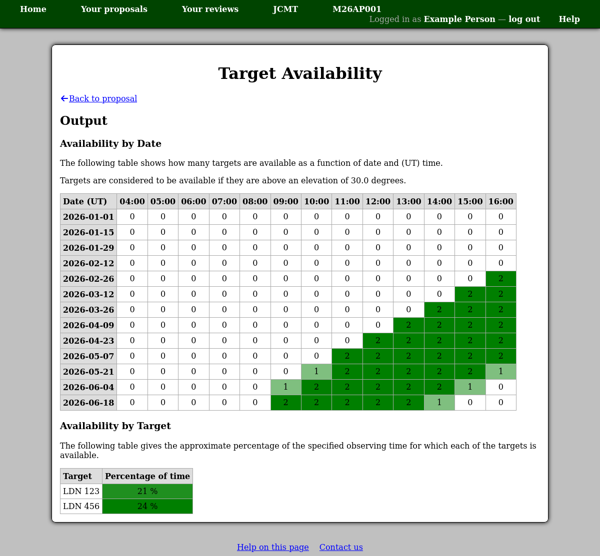 Home Your proposals Your reviews JCMT M26AP001
Logged in as Example Person — log out Help
Target Availability
←Back to proposal
Output
Availability by Date
The following table shows how many targets are available as a function of date and (UT) time.
Targets are considered to be available if they are above an elevation of 30.0 degrees.
Date (UT) 04:00 05:00 06:00 07:00 08:00 09:00 10:00 11:00 12:00 13:00 14:00 15:00 16:00
2026-01-01 0 0 0 0 0 0 0 0 0 0 0 0 0
2026-01-15 0 0 0 0 0 0 0 0 0 0 0 0 0
2026-01-29 0 0 0 0 0 0 0 0 0 0 0 0 0
2026-02-12 0 0 0 0 0 0 0 0 0 0 0 0 0
2026-02-26 0 0 0 0 0 0 0 0 0 0 0 0 2
2026-03-12 0 0 0 0 0 0 0 0 0 0 0 2 2
2026-03-26 0 0 0 0 0 0 0 0 0 0 2 2 2
2026-04-09 0 0 0 0 0 0 0 0 0 2 2 2 2
2026-04-23 0 0 0 0 0 0 0 0 2 2 2 2 2
2026-05-07 0 0 0 0 0 0 0 2 2 2 2 2 2
2026-05-21 0 0 0 0 0 0 1 2 2 2 2 2 1
2026-06-04 0 0 0 0 0 1 2 2 2 2 2 1 0
2026-06-18 0 0 0 0 0 2 2 2 2 2 1 0 0
Availability by Target
The following table gives the approximate percentage of the specified observing time for which each of the targets is
available.
Target Percentage of time
LDN 123 21 %
LDN 456 24 %
Help on this page Contact us